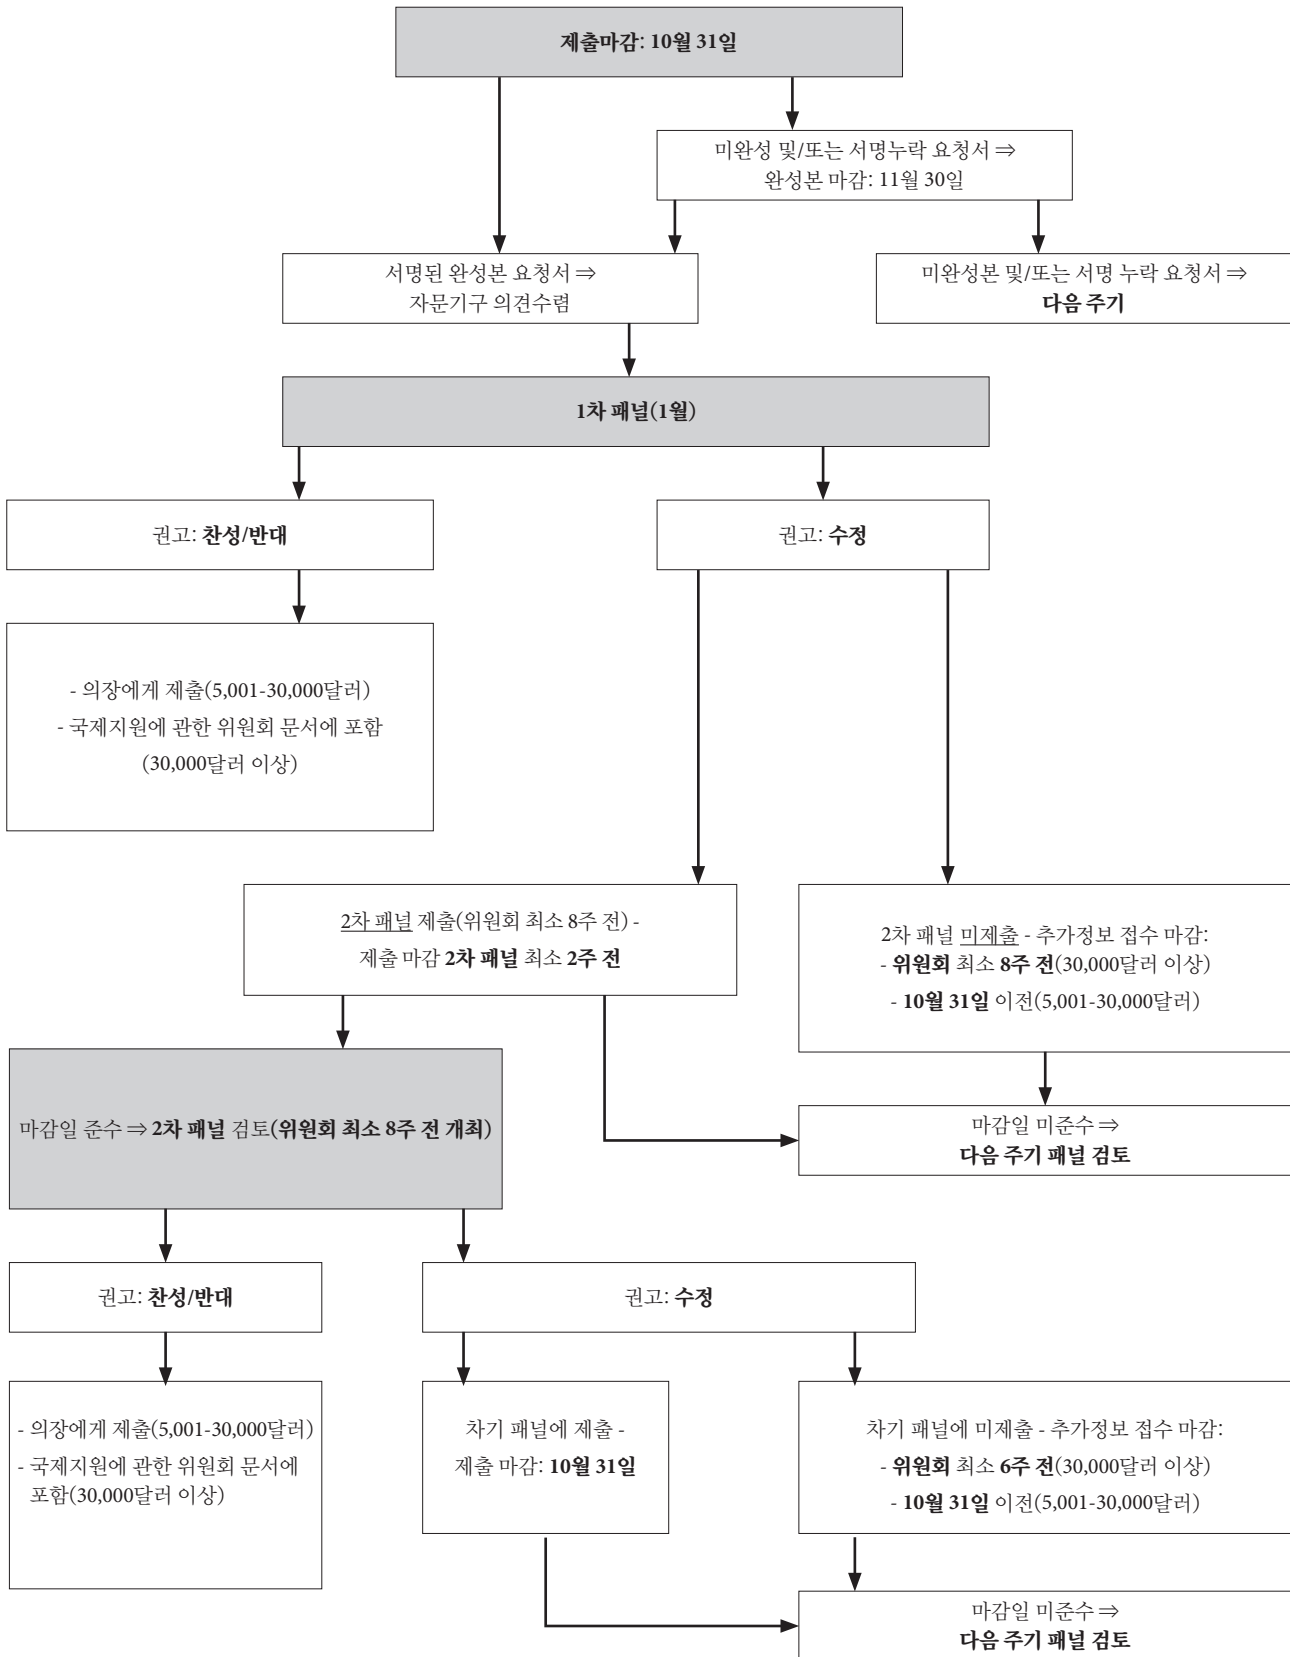 제출마감: 10월 31일
미완성 및/또는 서명누락 요청서 ⇒
완성본 마감: 11월 30일
서명된 완성본 요청서 ⇒
자문기구 의견수렴
미완성본 및/또는 서명 누락 요청서 ⇒
다음 주기
1차 패널(1월)
권고: 찬성/반대
권고: 수정
- 의장에게 제출(5,001-30,000달러)
- 국제지원에 관한 위원회 문서에 포함
(30,000달러 이상)
2차 패널 제출(위원회 최소 8주 전) -
제출 마감 2차 패널 최소 2주 전
2차 패널 미제출 - 추가정보 접수 마감:
- 위원회 최소 8주 전(30,000달러 이상)
- 10월 31일 이전(5,001-30,000달러)
마감일 준수 ⇒ 2차 패널 검토(위원회 최소 8주 전 개최)
마감일 미준수 ⇒
다음 주기 패널 검토
권고: 찬성/반대
권고: 수정
- 의장에게 제출(5,001-30,000달러)
- 국제지원에 관한 위원회 문서에
포함(30,000달러 이상)
차기 패널에 제출 -
제출 마감: 10월 31일
차기 패널에 미제출 - 추가정보 접수 마감:
- 위원회 최소 6주 전(30,000달러 이상)
- 10월 31일 이전(5,001-30,000달러)
마감일 미준수 ⇒
다음 주기 패널 검토